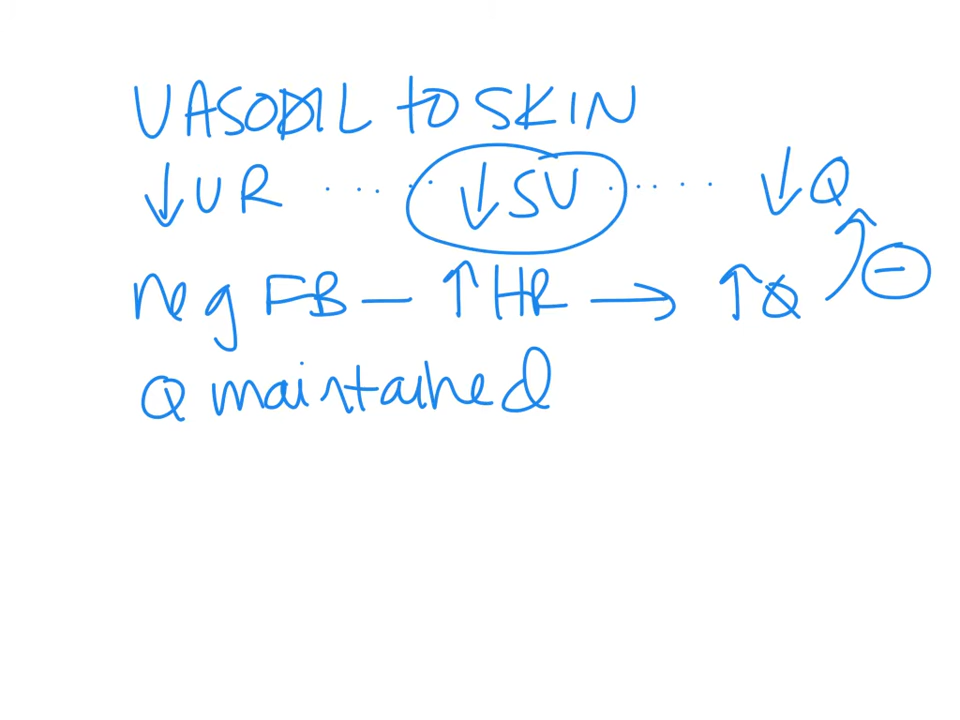 VASODIL to SKIN
↓VR ..... ↓SV ..... ↓Q
neg FB — ↑HR → ↑Q −
Q maintained